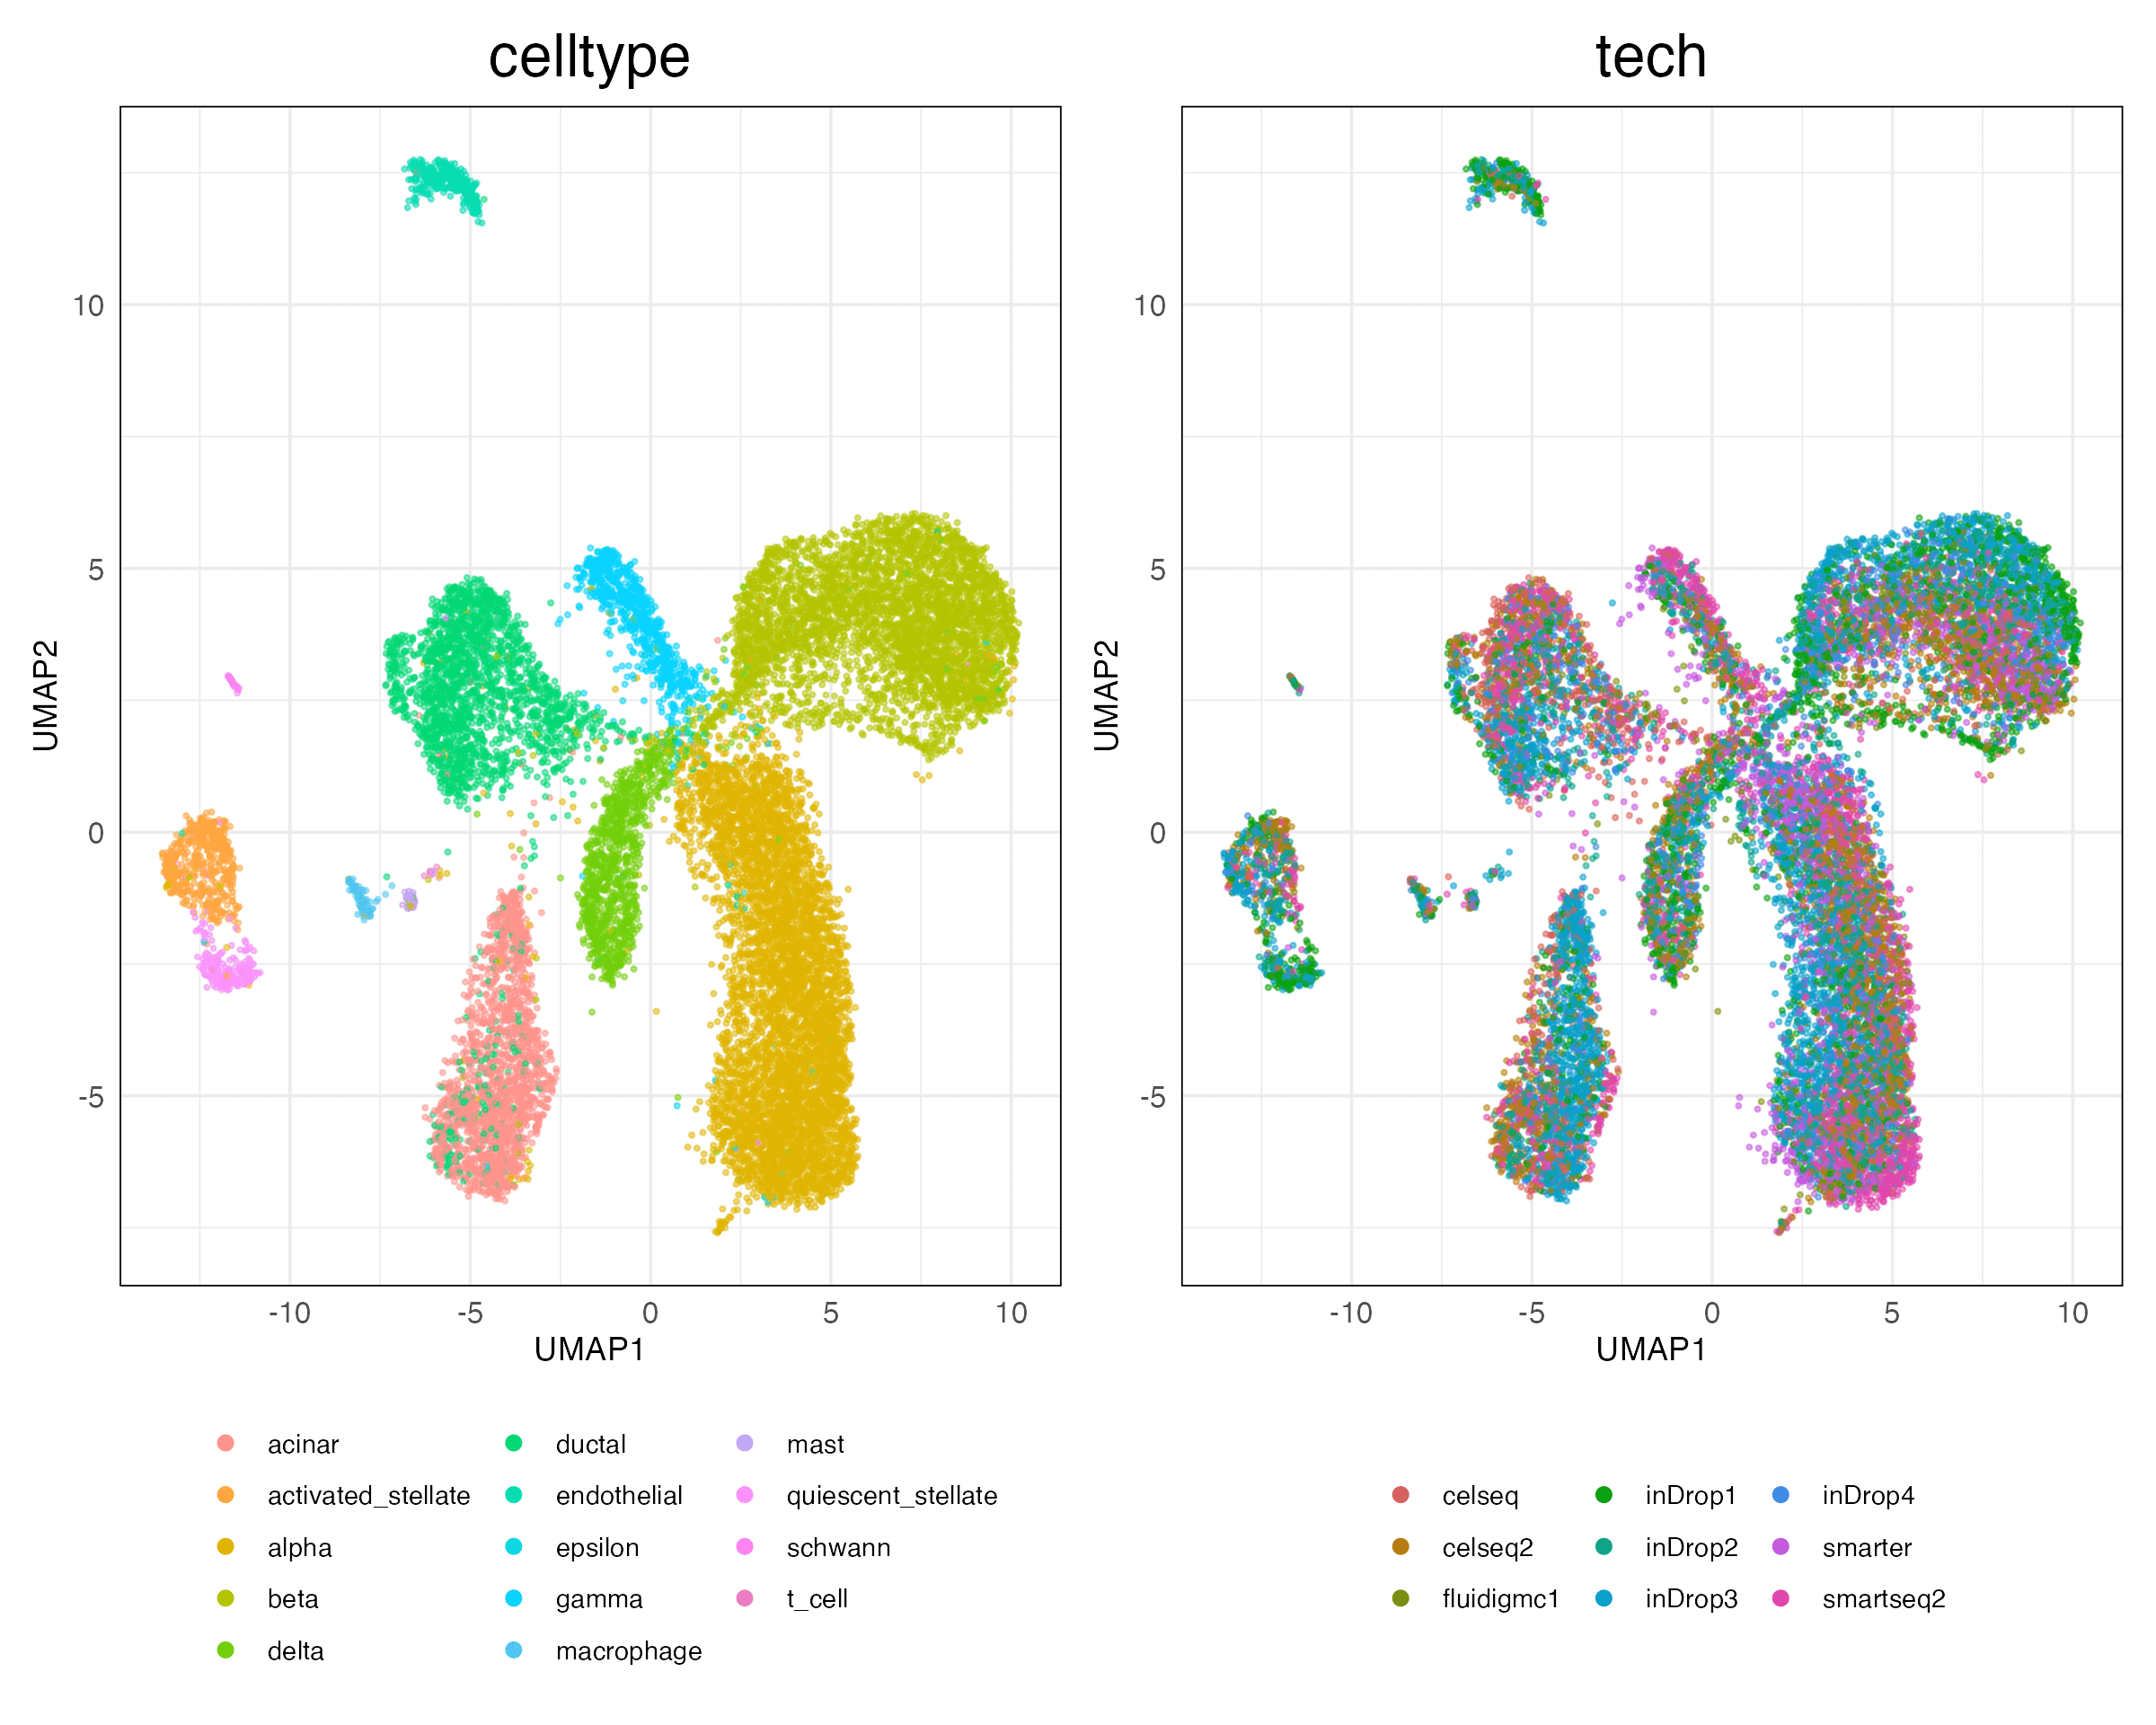 celltype
tech
10
5
0
-5
UMAP2
-10
-5
0
5
10
UMAP1
10
5
0
-5
UMAP2
-10
-5
0
5
10
UMAP1
acinar
activated_stellate
alpha
beta
delta
ductal
endothelial
epsilon
gamma
macrophage
mast
quiescent_stellate
schwann
t_cell
celseq
celseq2
fluidigmc1
inDrop1
inDrop2
inDrop3
inDrop4
smarter
smartseq2